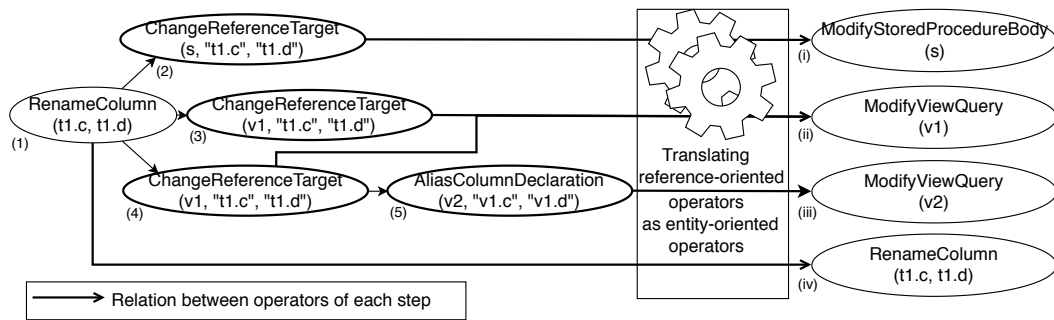 ChangeReferenceTarget
(s, "t1.c", "t1.d")
(2)
ModifyStoredProcedureBody
(s)
(i)
RenameColumn
(t1.c, t1.d)
(1)
ChangeReferenceTarget
(v1, "t1.c", "t1.d")
(3)
ModifyViewQuery
(v1)
(ii)
ChangeReferenceTarget
(v1, "t1.c", "t1.d")
(4)
AliasColumnDeclaration
(v2, "v1.c", "v1.d")
(5)
Translating
reference-oriented
operators
as entity-oriented
operators
ModifyViewQuery
(v2)
(iii)
RenameColumn
(t1.c, t1.d)
(iv)
Relation between operators of each step